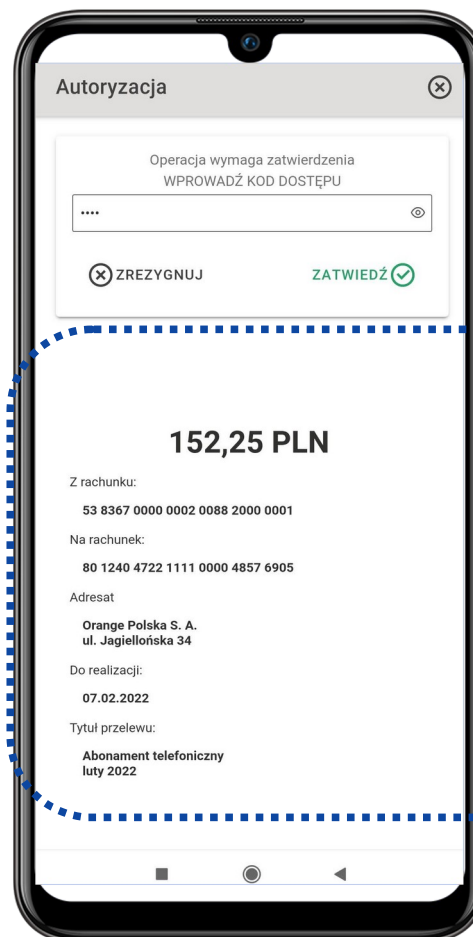 Autoryzacja
Operacja wymaga zatwierdzenia
WPROWADŹ KOD DOSTĘPU
••••
ZREZYGNUJ
ZATWIEDŹ
152,25 PLN
Z rachunku:
53 8367 0000 0002 0088 2000 0001
Na rachunek:
80 1240 4722 1111 0000 4857 6905
Adresat
Orange Polska S. A.
ul. Jagiellońska 34
Do realizacji:
07.02.2022
Tytuł przelewu:
Abonament telefoniczny
luty 2022